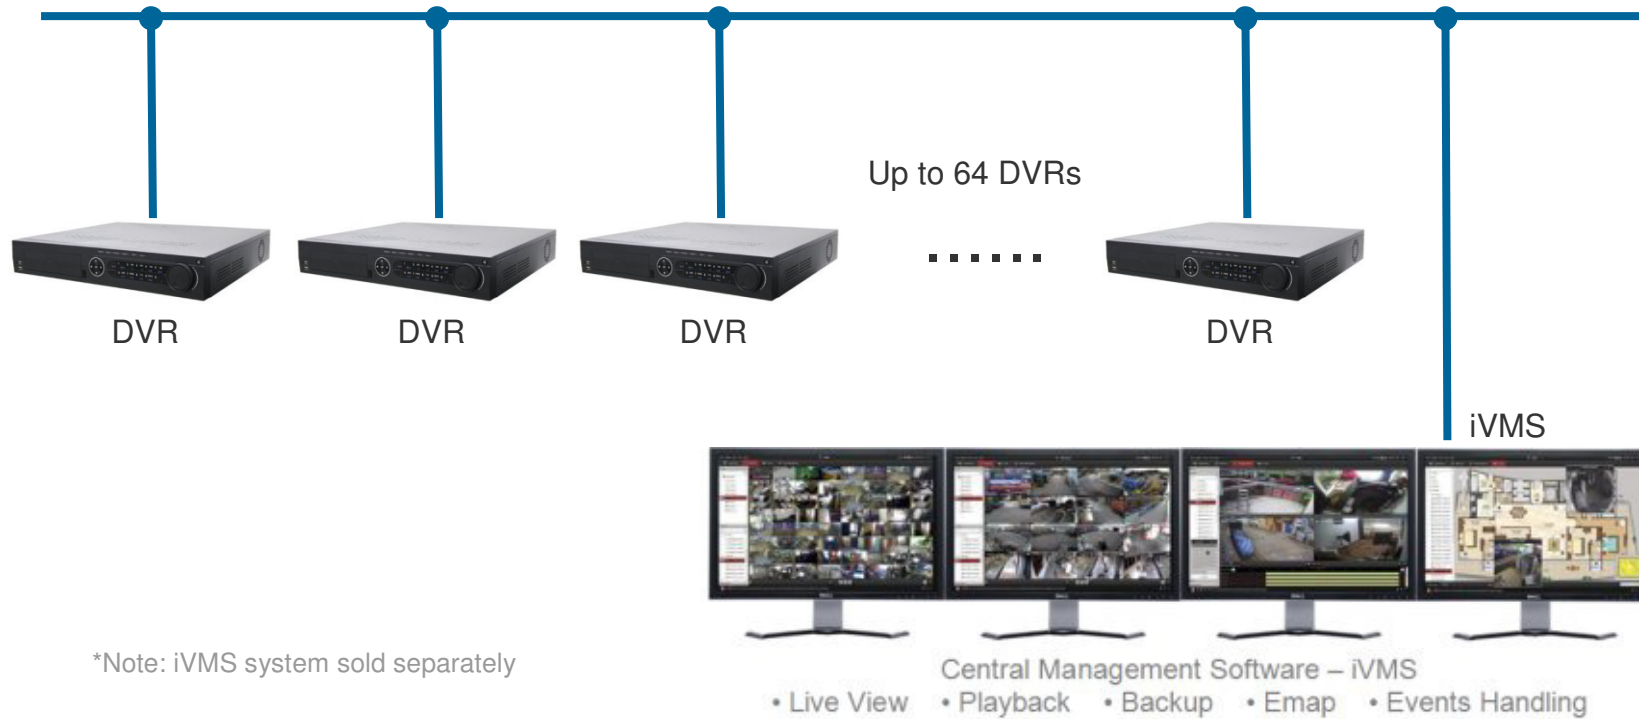 Up to 64 DVRs
DVR
DVR
DVR
DVR
iVMS
*Note: iVMS system sold separately
Central Management Software – iVMS
• Live View • Playback • Backup • Emap • Events Handling